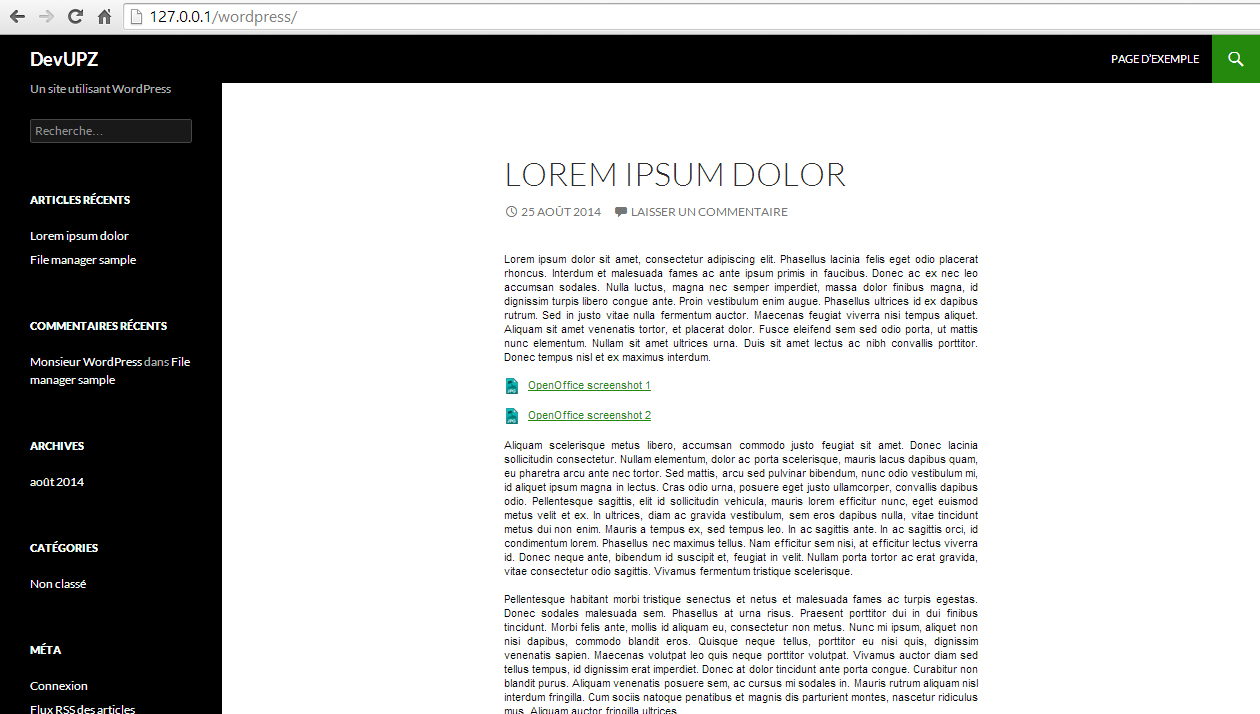 127.0.0.1/wordpress/
DevUPZ
PAGE D'EXEMPLE
Un site utilisant WordPress
Recherche…
ARTICLES RÉCENTS
Lorem ipsum dolor
File manager sample
COMMENTAIRES RÉCENTS
Monsieur WordPress dans File
manager sample
ARCHIVES
août 2014
CATÉGORIES
Non classé
MÉTA
Connexion
Flux RSS des articles
LOREM IPSUM DOLOR
25 AOÛT 2014 LAISSER UN COMMENTAIRE
Lorem ipsum dolor sit amet, consectetur adipiscing elit. Phasellus lacinia felis eget odio placerat
rhoncus. Interdum et malesuada fames ac ante ipsum primis in faucibus. Donec ac ex nec leo
accumsan sodales. Nulla luctus, magna nec semper imperdiet, massa dolor finibus magna, id
dignissim turpis libero congue ante. Proin vestibulum enim augue. Phasellus ultrices id ex dapibus
rutrum. Sed in justo vitae nulla fermentum auctor. Maecenas feugiat viverra nisi tempus aliquet.
Aliquam sit amet venenatis tortor, et placerat dolor. Fusce eleifend sem sed odio porta, ut mattis
nunc elementum. Nullam sit amet ultrices urna. Duis sit amet lectus ac nibh convallis porttitor.
Donec tempus nisl et ex maximus interdum.
OpenOffice screenshot 1
OpenOffice screenshot 2
Aliquam scelerisque metus libero, accumsan commodo justo feugiat sit amet. Donec lacinia
sollicitudin consectetur. Nullam elementum, dolor ac porta scelerisque, mauris lacus dapibus quam,
eu pharetra arcu ante nec tortor. Sed mattis, arcu sed pulvinar bibendum, nunc odio vestibulum mi,
id aliquet ipsum magna in lectus. Cras odio urna, posuere eget justo ullamcorper, convallis dapibus
odio. Pellentesque sagittis, elit id sollicitudin vehicula, mauris lorem efficitur nunc, eget euismod
metus velit et ex. In ultrices, diam ac gravida vestibulum, sem eros dapibus nulla, vitae tincidunt
metus dui non enim. Mauris a tempus ex, sed tempus leo. In ac sagittis ante. In ac sagittis orci, id
condimentum lorem. Phasellus nec maximus tellus. Nam efficitur sem nisi, at efficitur lectus viverra
id. Donec neque ante, bibendum id suscipit et, feugiat in velit. Nullam porta tortor ac erat gravida,
vitae consectetur odio sagittis. Vivamus fermentum tristique scelerisque.
Pellentesque habitant morbi tristique senectus et netus et malesuada fames ac turpis egestas.
Donec sodales malesuada sem. Phasellus at urna risus. Praesent porttitor dui in dui finibus
tincidunt. Morbi felis ante, mollis id aliquam eu, consectetur non metus. Nunc mi ipsum, aliquet non
nisi dapibus, commodo blandit eros. Quisque neque tellus, porttitor eu nisi quis, dignissim
venenatis sapien. Maecenas volutpat leo quis neque porttitor volutpat. Vivamus auctor diam sed
tellus tempus, id dignissim erat imperdiet. Donec at dolor tincidunt ante porta congue. Curabitur non
blandit purus. Aliquam venenatis posuere sem, ac cursus mi sodales in. Mauris rutrum aliquam nisl
interdum fringilla. Cum sociis natoque penatibus et magnis dis parturient montes, nascetur ridiculus
mus. Aliquam auctor fringilla ultrices.
JPG
JPG